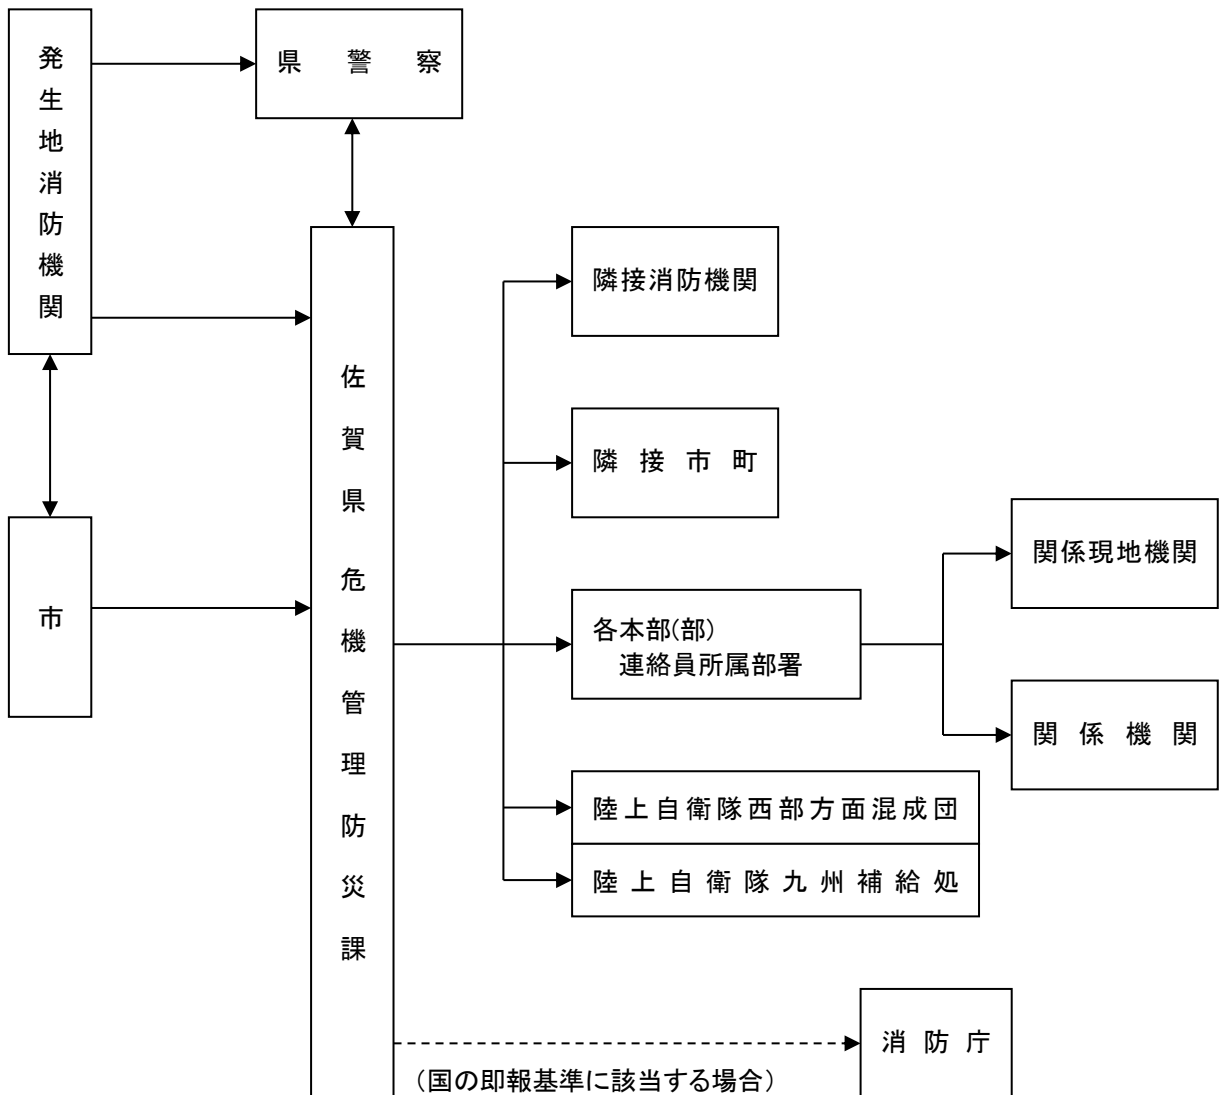 発生地消防機関
県警察
隣接消防機関
佐賀県 危機管理防災課
隣接市町
関係現地機関
市
各本部(部)
連絡員所属部署
関係機関
陸上自衛隊西部方面混成団
陸上自衛隊九州補給処
消防庁
（国の即報基準に該当する場合）